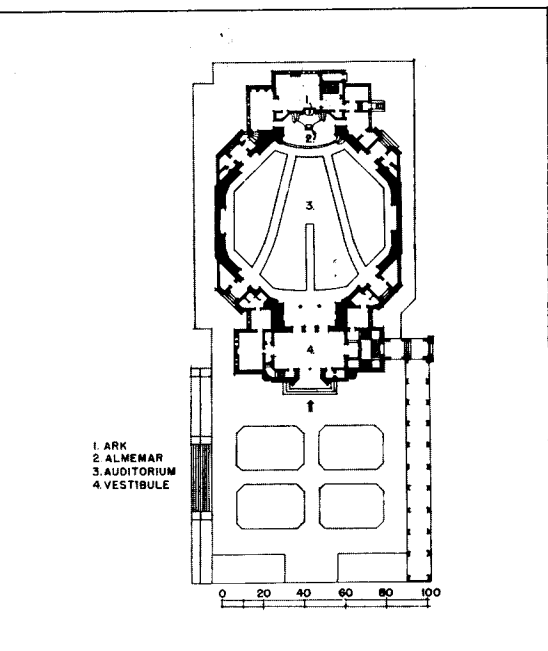 1.
2.
3.
4.
1. ARK
2. ALMEMAR
3. AUDITORIUM
4. VESTIBULE
0 20 40 60 80 100